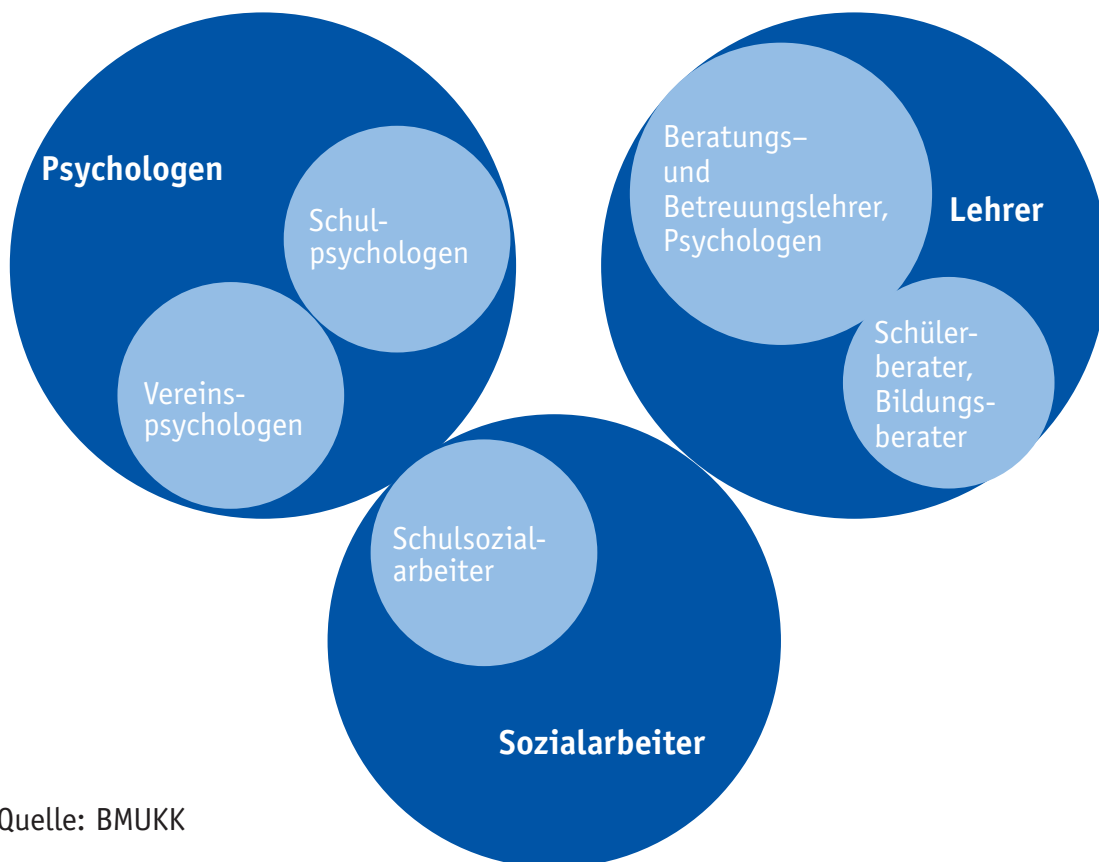 Psychologen
Schul-
psychologen
Vereins-
psychologen
Beratungs–
und
Betreuungslehrer,
Psychologen
Lehrer
Schüler-
berater,
Bildungs-
berater
Schulsozial-
arbeiter
Sozialarbeiter
Quelle: BMUKK